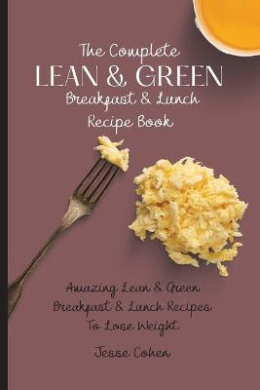 The Complete
LEAN & GREEN
Breakfast & Lunch
Recipe Book
Amazing Lean & Green
Breakfast & Lunch Recipes
To Lose Weight
Jesse Cohen